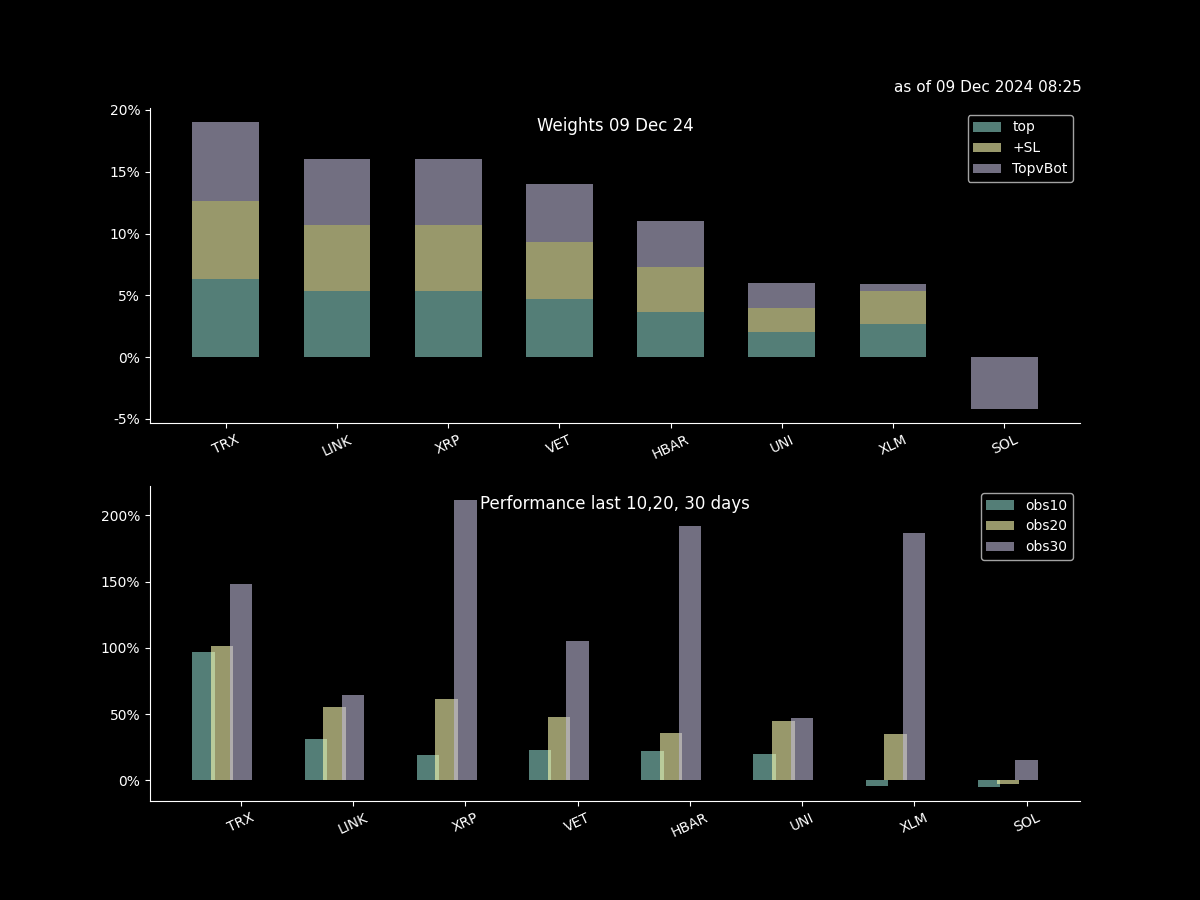 as of 09 Dec 2024 08:25
Weights 09 Dec 24
top
+SL
TopvBot
20%
15%
10%
5%
0%
-5%
TRX LINK XRP VET HBAR UNI XLM SOL
Performance last 10,20, 30 days
obs10
obs20
obs30
200%
150%
100%
50%
0%
TRX LINK XRP VET HBAR UNI XLM SOL